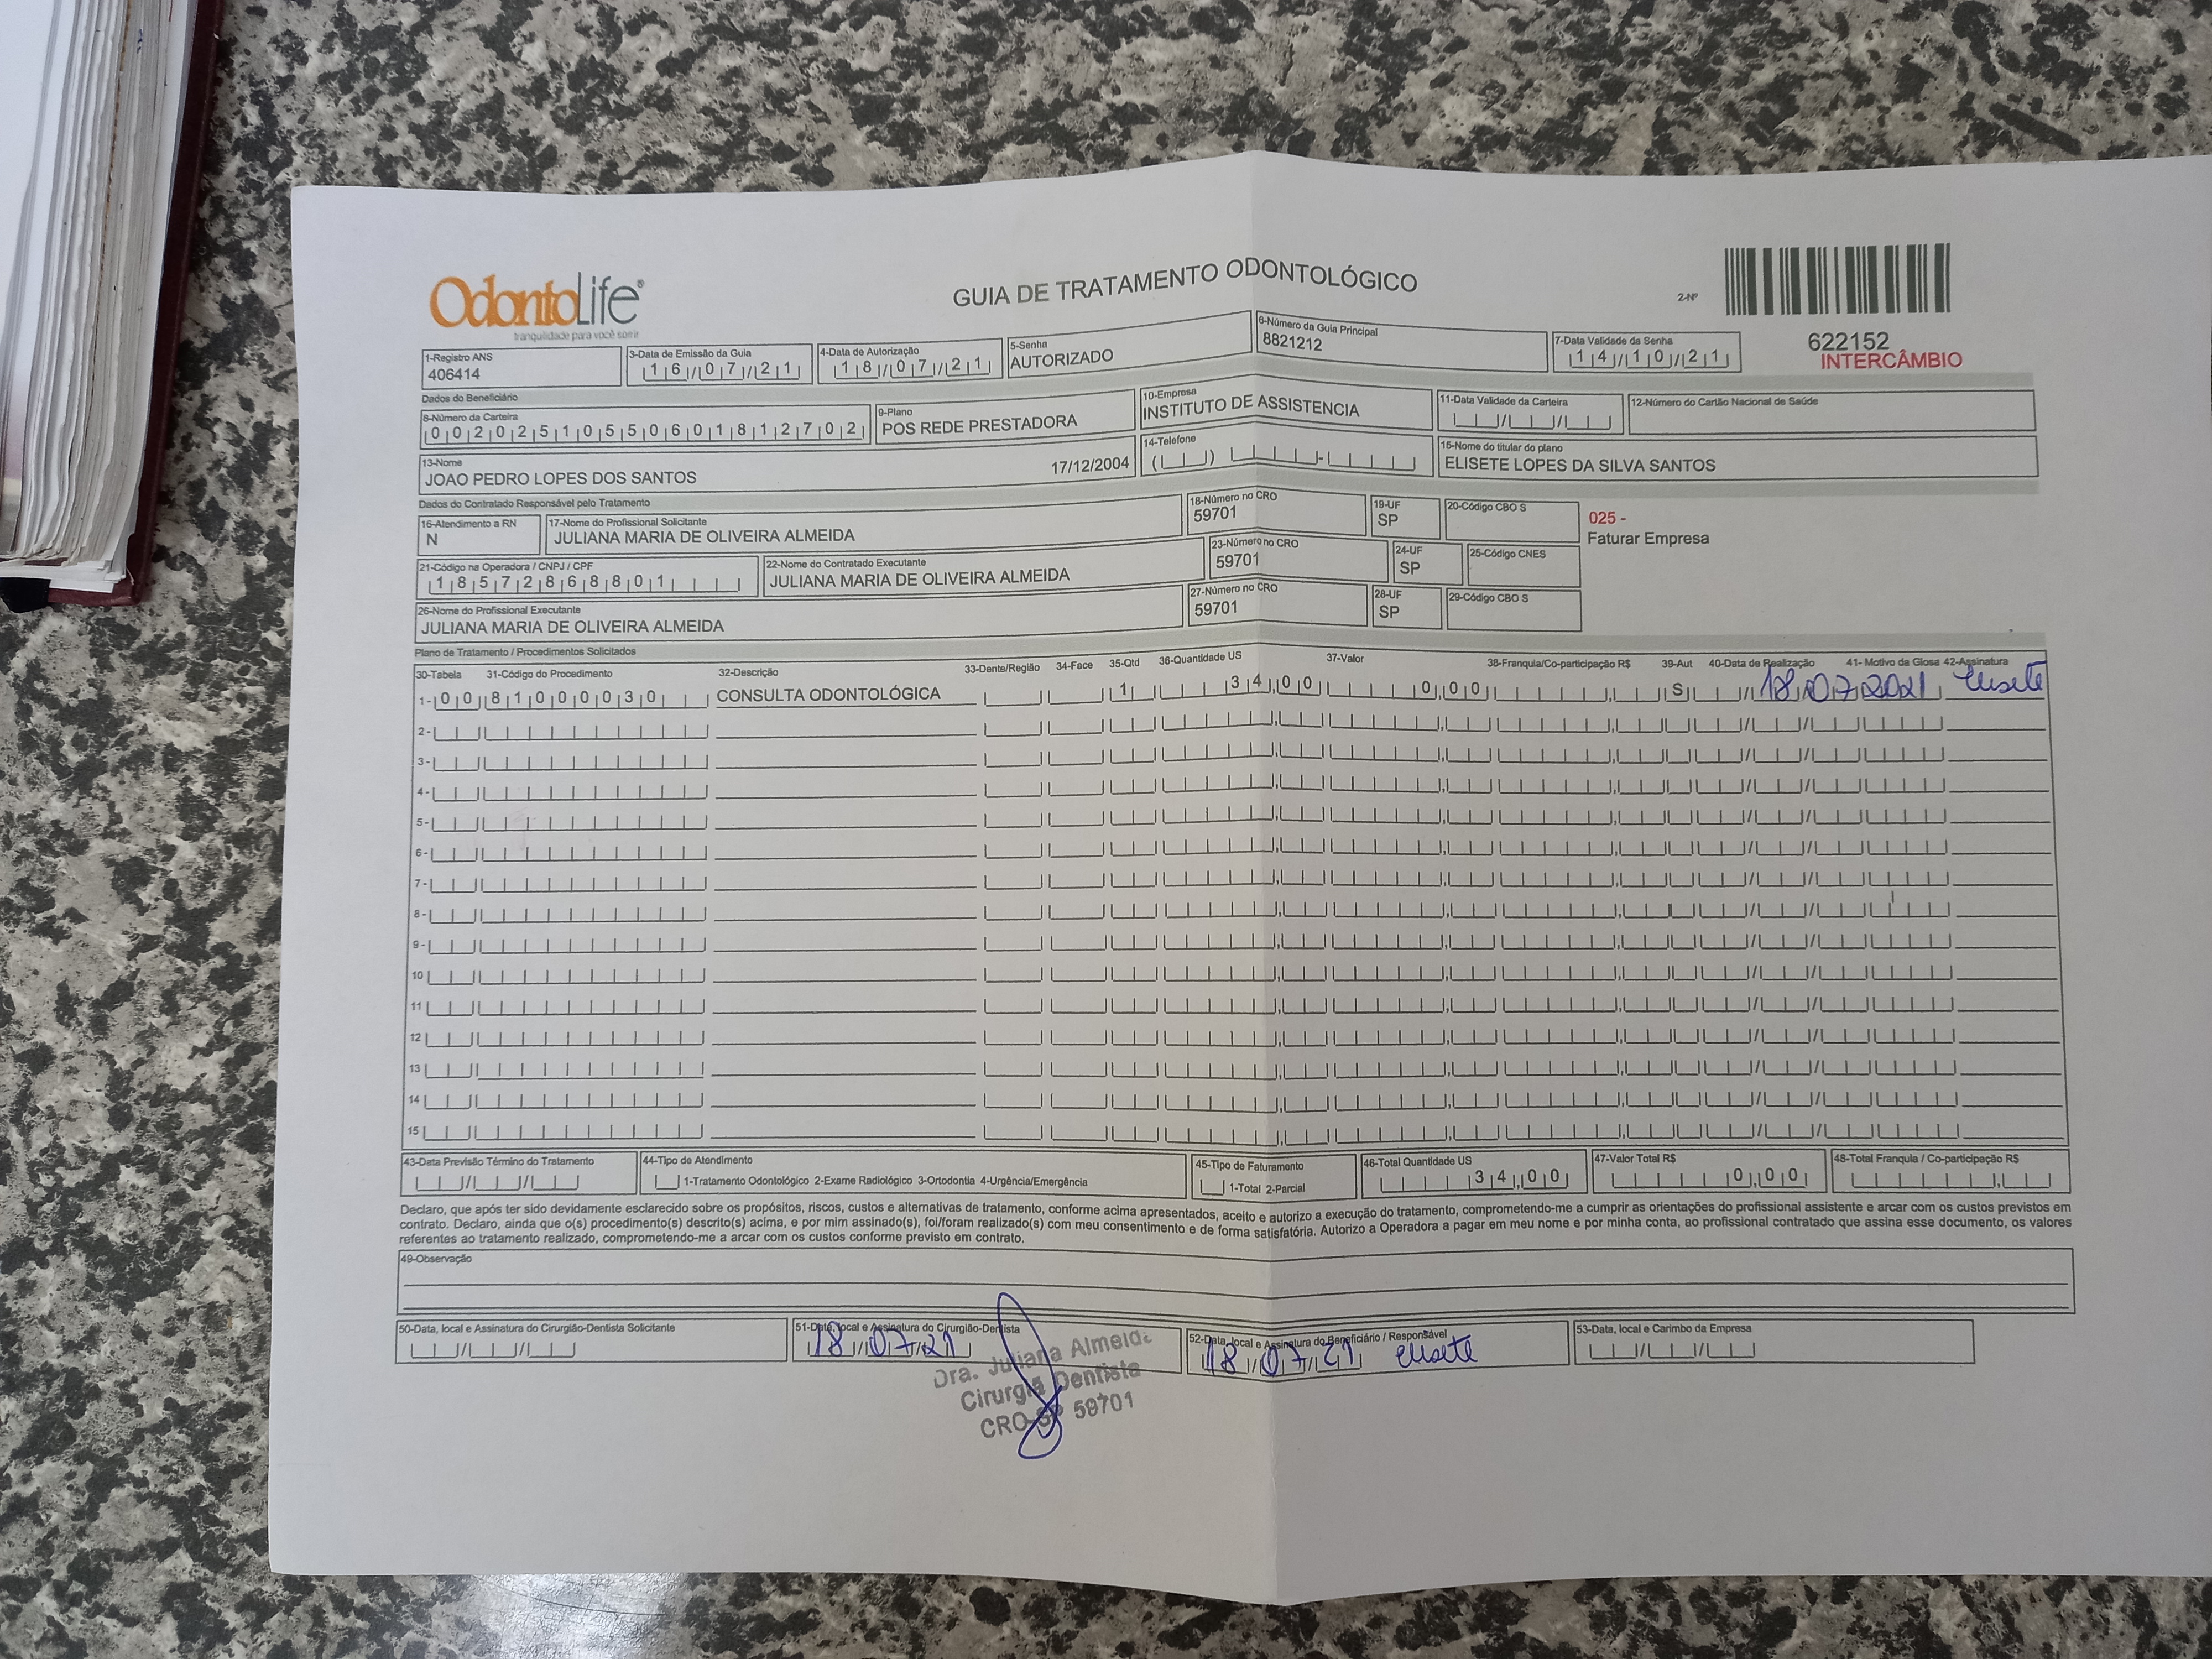 OdontoLife®
tranquilidade para você sorrir
GUIA DE TRATAMENTO ODONTOLÓGICO
2-Nº
622152
INTERCÂMBIO
1-Registro ANS
406414
3-Data de Emissão da Guia
16/07/21
4-Data de Autorização
18/07/21
5-Senha
AUTORIZADO
6-Número da Guia Principal
8821212
7-Data Validade da Senha
14/10/21
Dados do Beneficiário
8-Número da Carteira
00202510550601812702
9-Plano
POS REDE PRESTADORA
10-Empresa
INSTITUTO DE ASSISTENCIA
11-Data Validade da Carteira
12-Número do Cartão Nacional de Saúde
13-Nome
JOAO PEDRO LOPES DOS SANTOS 17/12/2004
14-Telefone
15-Nome do titular do plano
ELISETE LOPES DA SILVA SANTOS
Dados do Contratado Responsável pelo Tratamento
16-Atendimento a RN
N
17-Nome do Profissional Solicitante
JULIANA MARIA DE OLIVEIRA ALMEIDA
18-Número no CRO
59701
19-UF
SP
20-Código CBO S
025 -
Faturar Empresa
21-Código na Operadora / CNPJ / CPF
18572868801
22-Nome do Contratado Executante
JULIANA MARIA DE OLIVEIRA ALMEIDA
23-Número no CRO
59701
24-UF
SP
25-Código CNES
26-Nome do Profissional Executante
JULIANA MARIA DE OLIVEIRA ALMEIDA
27-Número no CRO
59701
28-UF
SP
29-Código CBO S
Plano de Tratamento / Procedimentos Solicitados
30-Tabela 31-Código do Procedimento 32-Descrição 33-Dente/Região 34-Face 35-Qtd 36-Quantidade US 37-Valor 38-Franquia/Co-participação R$ 39-Aut 40-Data de Realização 41- Motivo da Glosa 42-Assinatura
1- 00 81000030 CONSULTA ODONTOLÓGICA 1 34,00 0,00 S 18/07/2021 Elisete
2-
3-
4-
5-
6-
7-
8-
9-
10
11
12
13
14
15
43-Data Previsão Término do Tratamento
44-Tipo de Atendimento
1-Tratamento Odontológico 2-Exame Radiológico 3-Ortodontia 4-Urgência/Emergência
45-Tipo de Faturamento
1-Total 2-Parcial
46-Total Quantidade US
34,00
47-Valor Total R$
0,00
48-Total Franquia / Co-participação R$
Declaro, que após ter sido devidamente esclarecido sobre os propósitos, riscos, custos e alternativas de tratamento, conforme acima apresentados, aceito e autorizo a execução do tratamento, comprometendo-me a cumprir as orientações do profissional assistente e arcar com os custos previstos em
contrato. Declaro, ainda que o(s) procedimento(s) descrito(s) acima, e por mim assinado(s), foi/foram realizado(s) com meu consentimento e de forma satisfatória. Autorizo a Operadora a pagar em meu nome e por minha conta, ao profissional contratado que assina esse documento, os valores
referentes ao tratamento realizado, comprometendo-me a arcar com os custos conforme previsto em contrato.
49-Observação
50-Data, local e Assinatura do Cirurgião-Dentista Solicitante
51-Data, local e Assinatura do Cirurgião-Dentista
18/07/21
Dra. Juliana Almeida
Cirurgiã Dentista
CRO-SP 59701
52-Data, local e Assinatura do Beneficiário / Responsável
18/07/21 Elisete
53-Data, local e Carimbo da Empresa